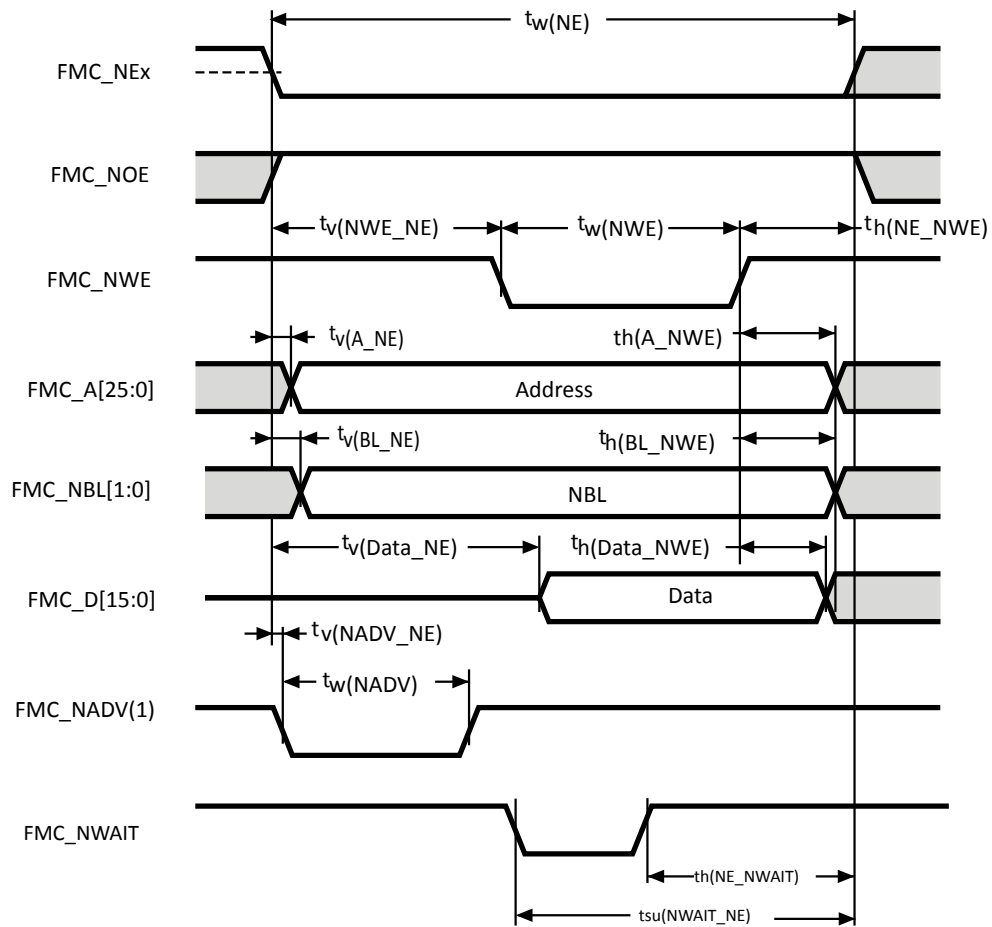 tw(NE)
FMC_NEx
FMC_NOE
tv(NWE_NE)
tw(NWE)
th(NE_NWE)
FMC_NWE
tv(A_NE)
th(A_NWE)
FMC_A[25:0]
Address
tv(BL_NE)
th(BL_NWE)
FMC_NBL[1:0]
NBL
tv(Data_NE)
th(Data_NWE)
FMC_D[15:0]
Data
tv(NADV_NE)
tw(NADV)
FMC_NADV(1)
FMC_NWAIT
th(NE_NWAIT)
tsu(NWAIT_NE)